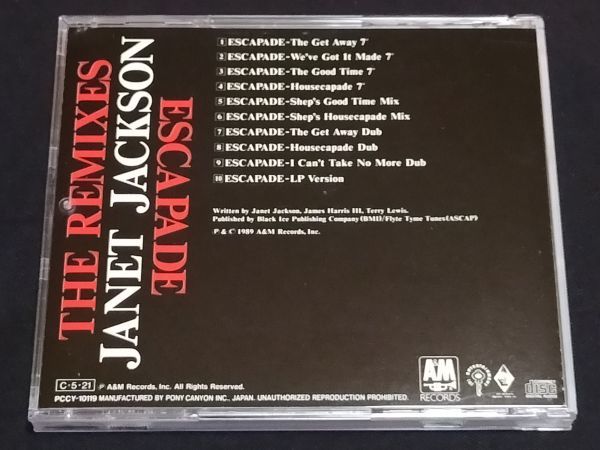 THE REMIXES
JANET JACKSON
ESCAPADE
1 ESCAPADE-The Get Away 7"
2 ESCAPADE-We've Got It Made 7"
3 ESCAPADE-The Good Time 7"
4 ESCAPADE-Housecapade 7"
5 ESCAPADE-Shep's Good Time Mix
6 ESCAPADE-Shep's Housecapade Mix
7 ESCAPADE-The Get Away Dub
8 ESCAPADE-Housecapade Dub
9 ESCAPADE-I Can't Take No More Dub
10 ESCAPADE-LP Version
Written by Janet Jackson, James Harris III, Terry Lewis.
Published by Black Ice Publishing Company(BMI)/Flyte Tyme Tunes(ASCAP)
℗ & © 1989 A&M Records, Inc.
A&M
RECORDS
COMPACT
disc
DIGITAL AUDIO
C-5-21 ℗ A&M Records, Inc. All Rights Reserved.
PCCY-10119 MANUFACTURED BY PONY CANYON INC., JAPAN. UNAUTHORIZED REPRODUCTION PROHIBITED.